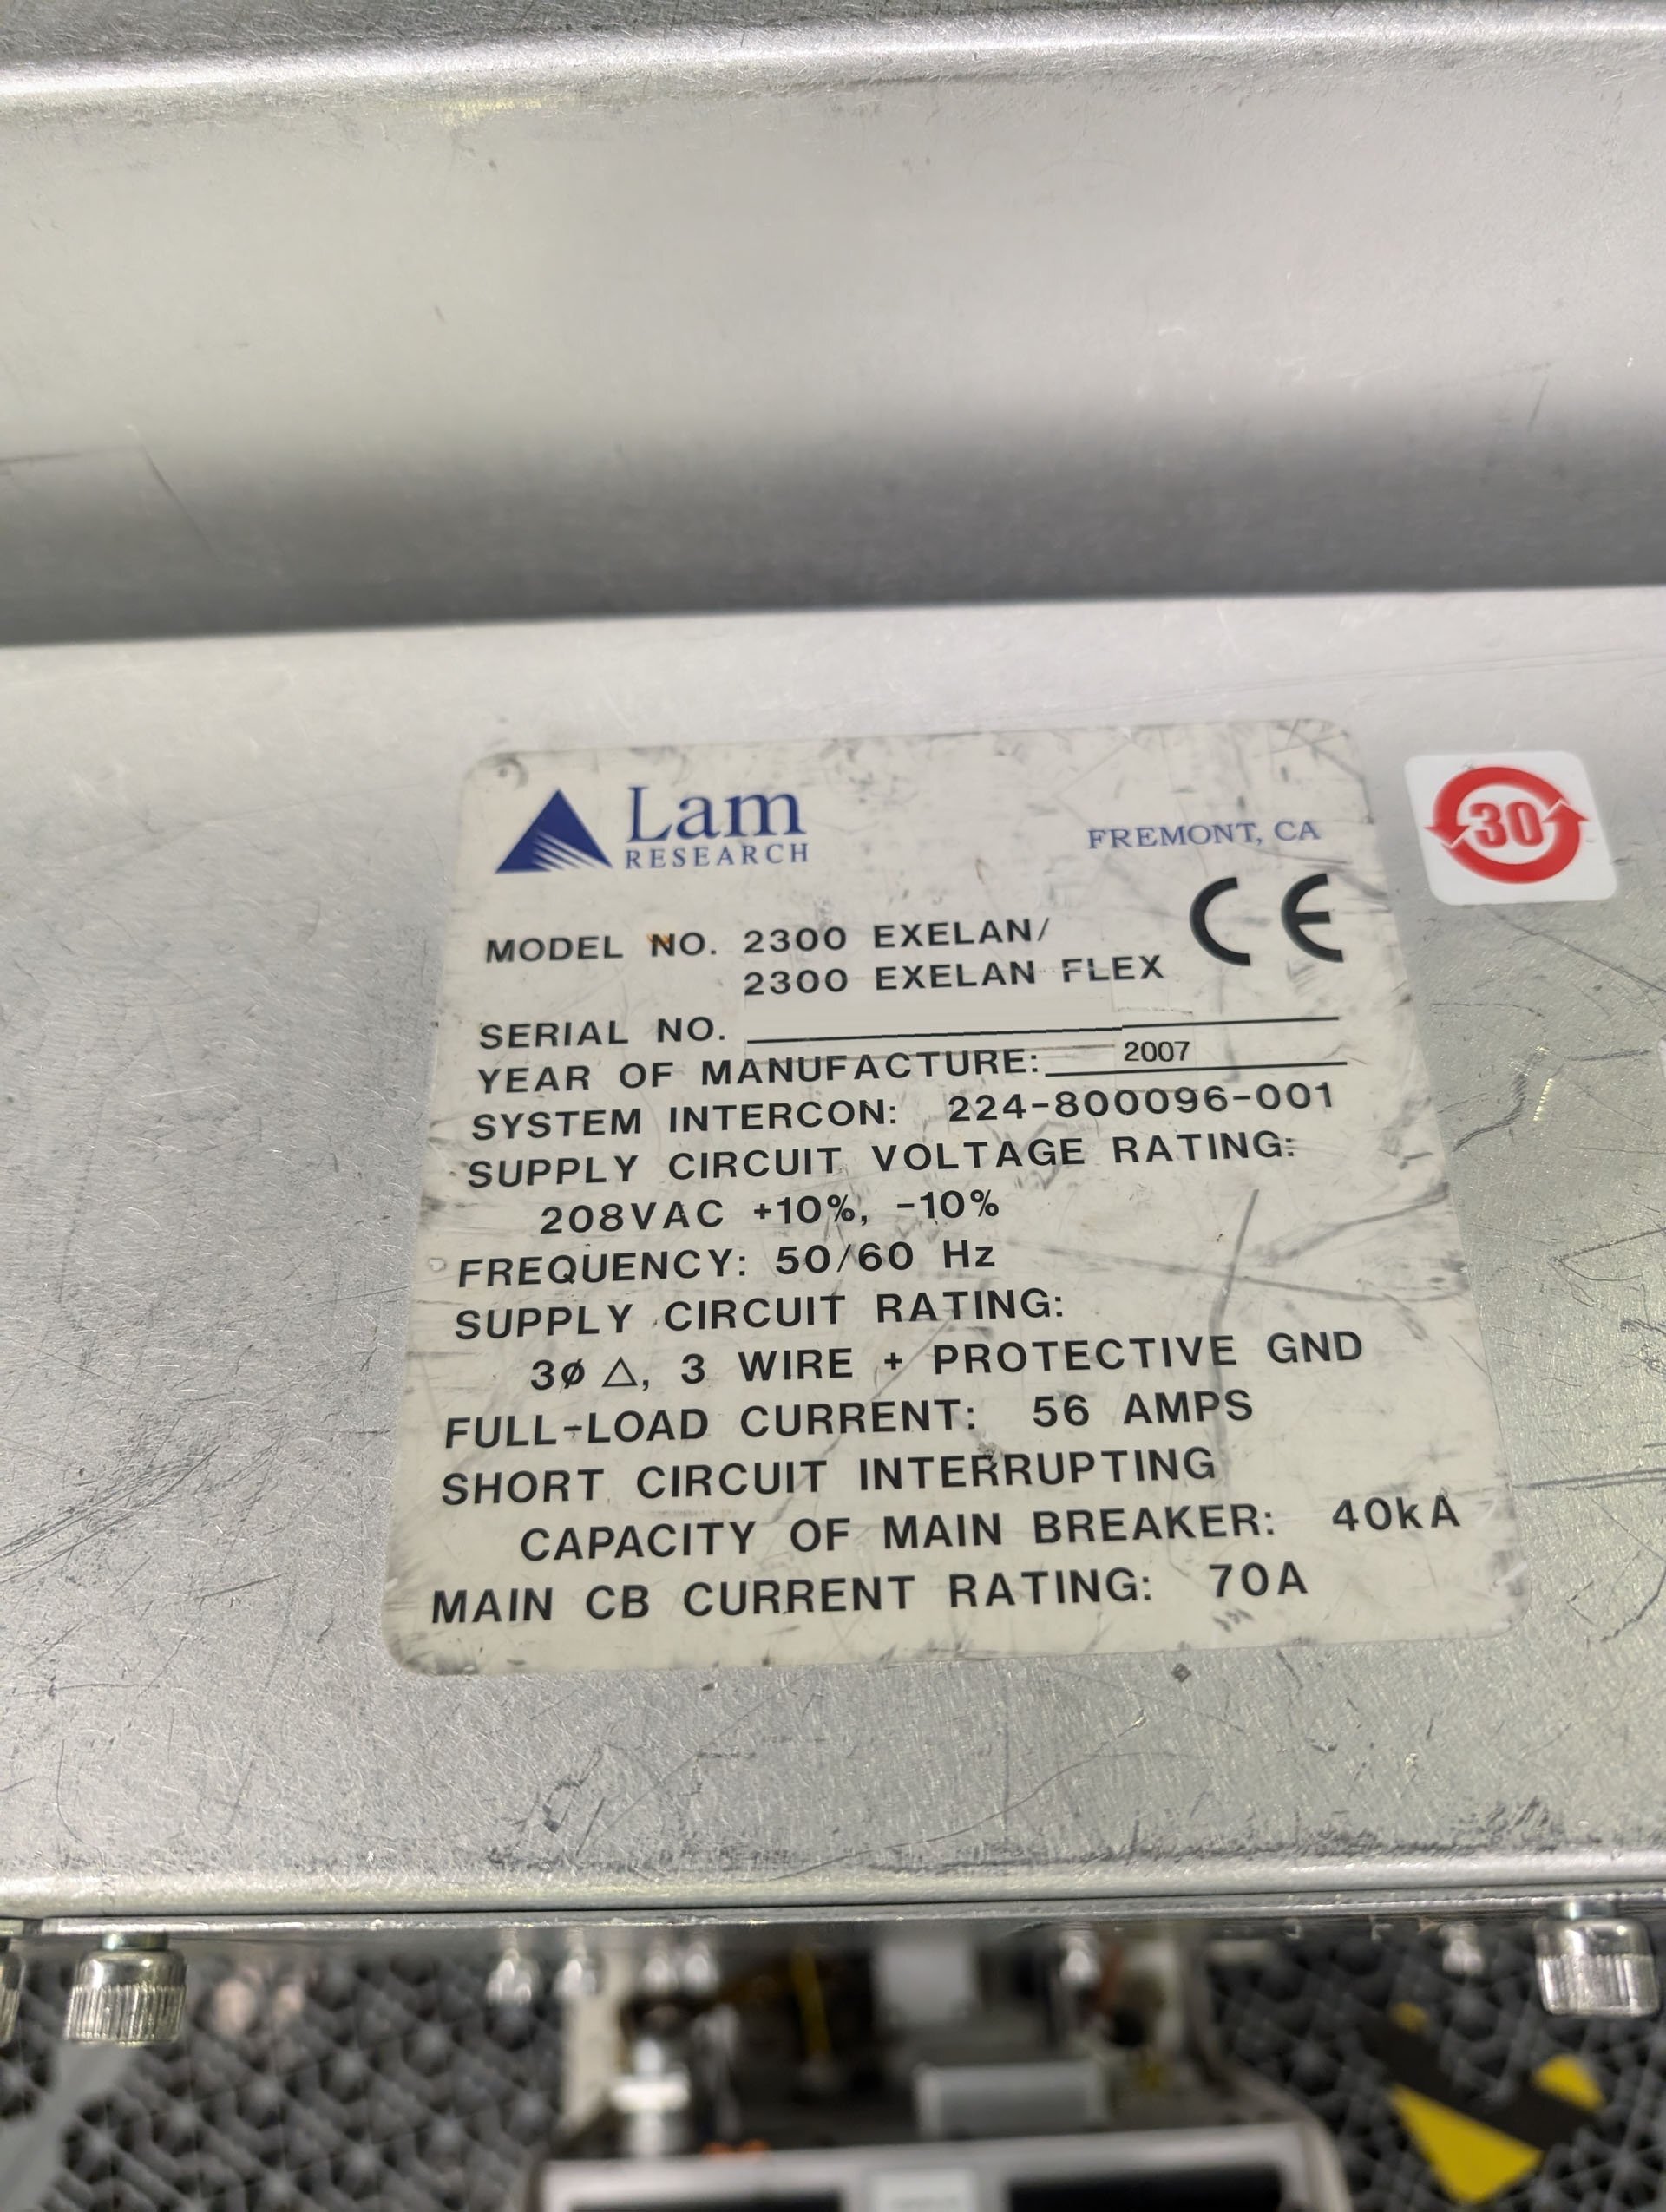 Lam
RESEARCH
FREMONT, CA
30
CE
MODEL NO. 2300 EXELAN/
2300 EXELAN FLEX
SERIAL NO.
YEAR OF MANUFACTURE: 2007
SYSTEM INTERCON: 224-800096-001
SUPPLY CIRCUIT VOLTAGE RATING:
208VAC +10%, -10%
FREQUENCY: 50/60 Hz
SUPPLY CIRCUIT RATING:
3ø △, 3 WIRE + PROTECTIVE GND
FULL-LOAD CURRENT: 56 AMPS
SHORT CIRCUIT INTERRUPTING
CAPACITY OF MAIN BREAKER: 40kA
MAIN CB CURRENT RATING: 70A